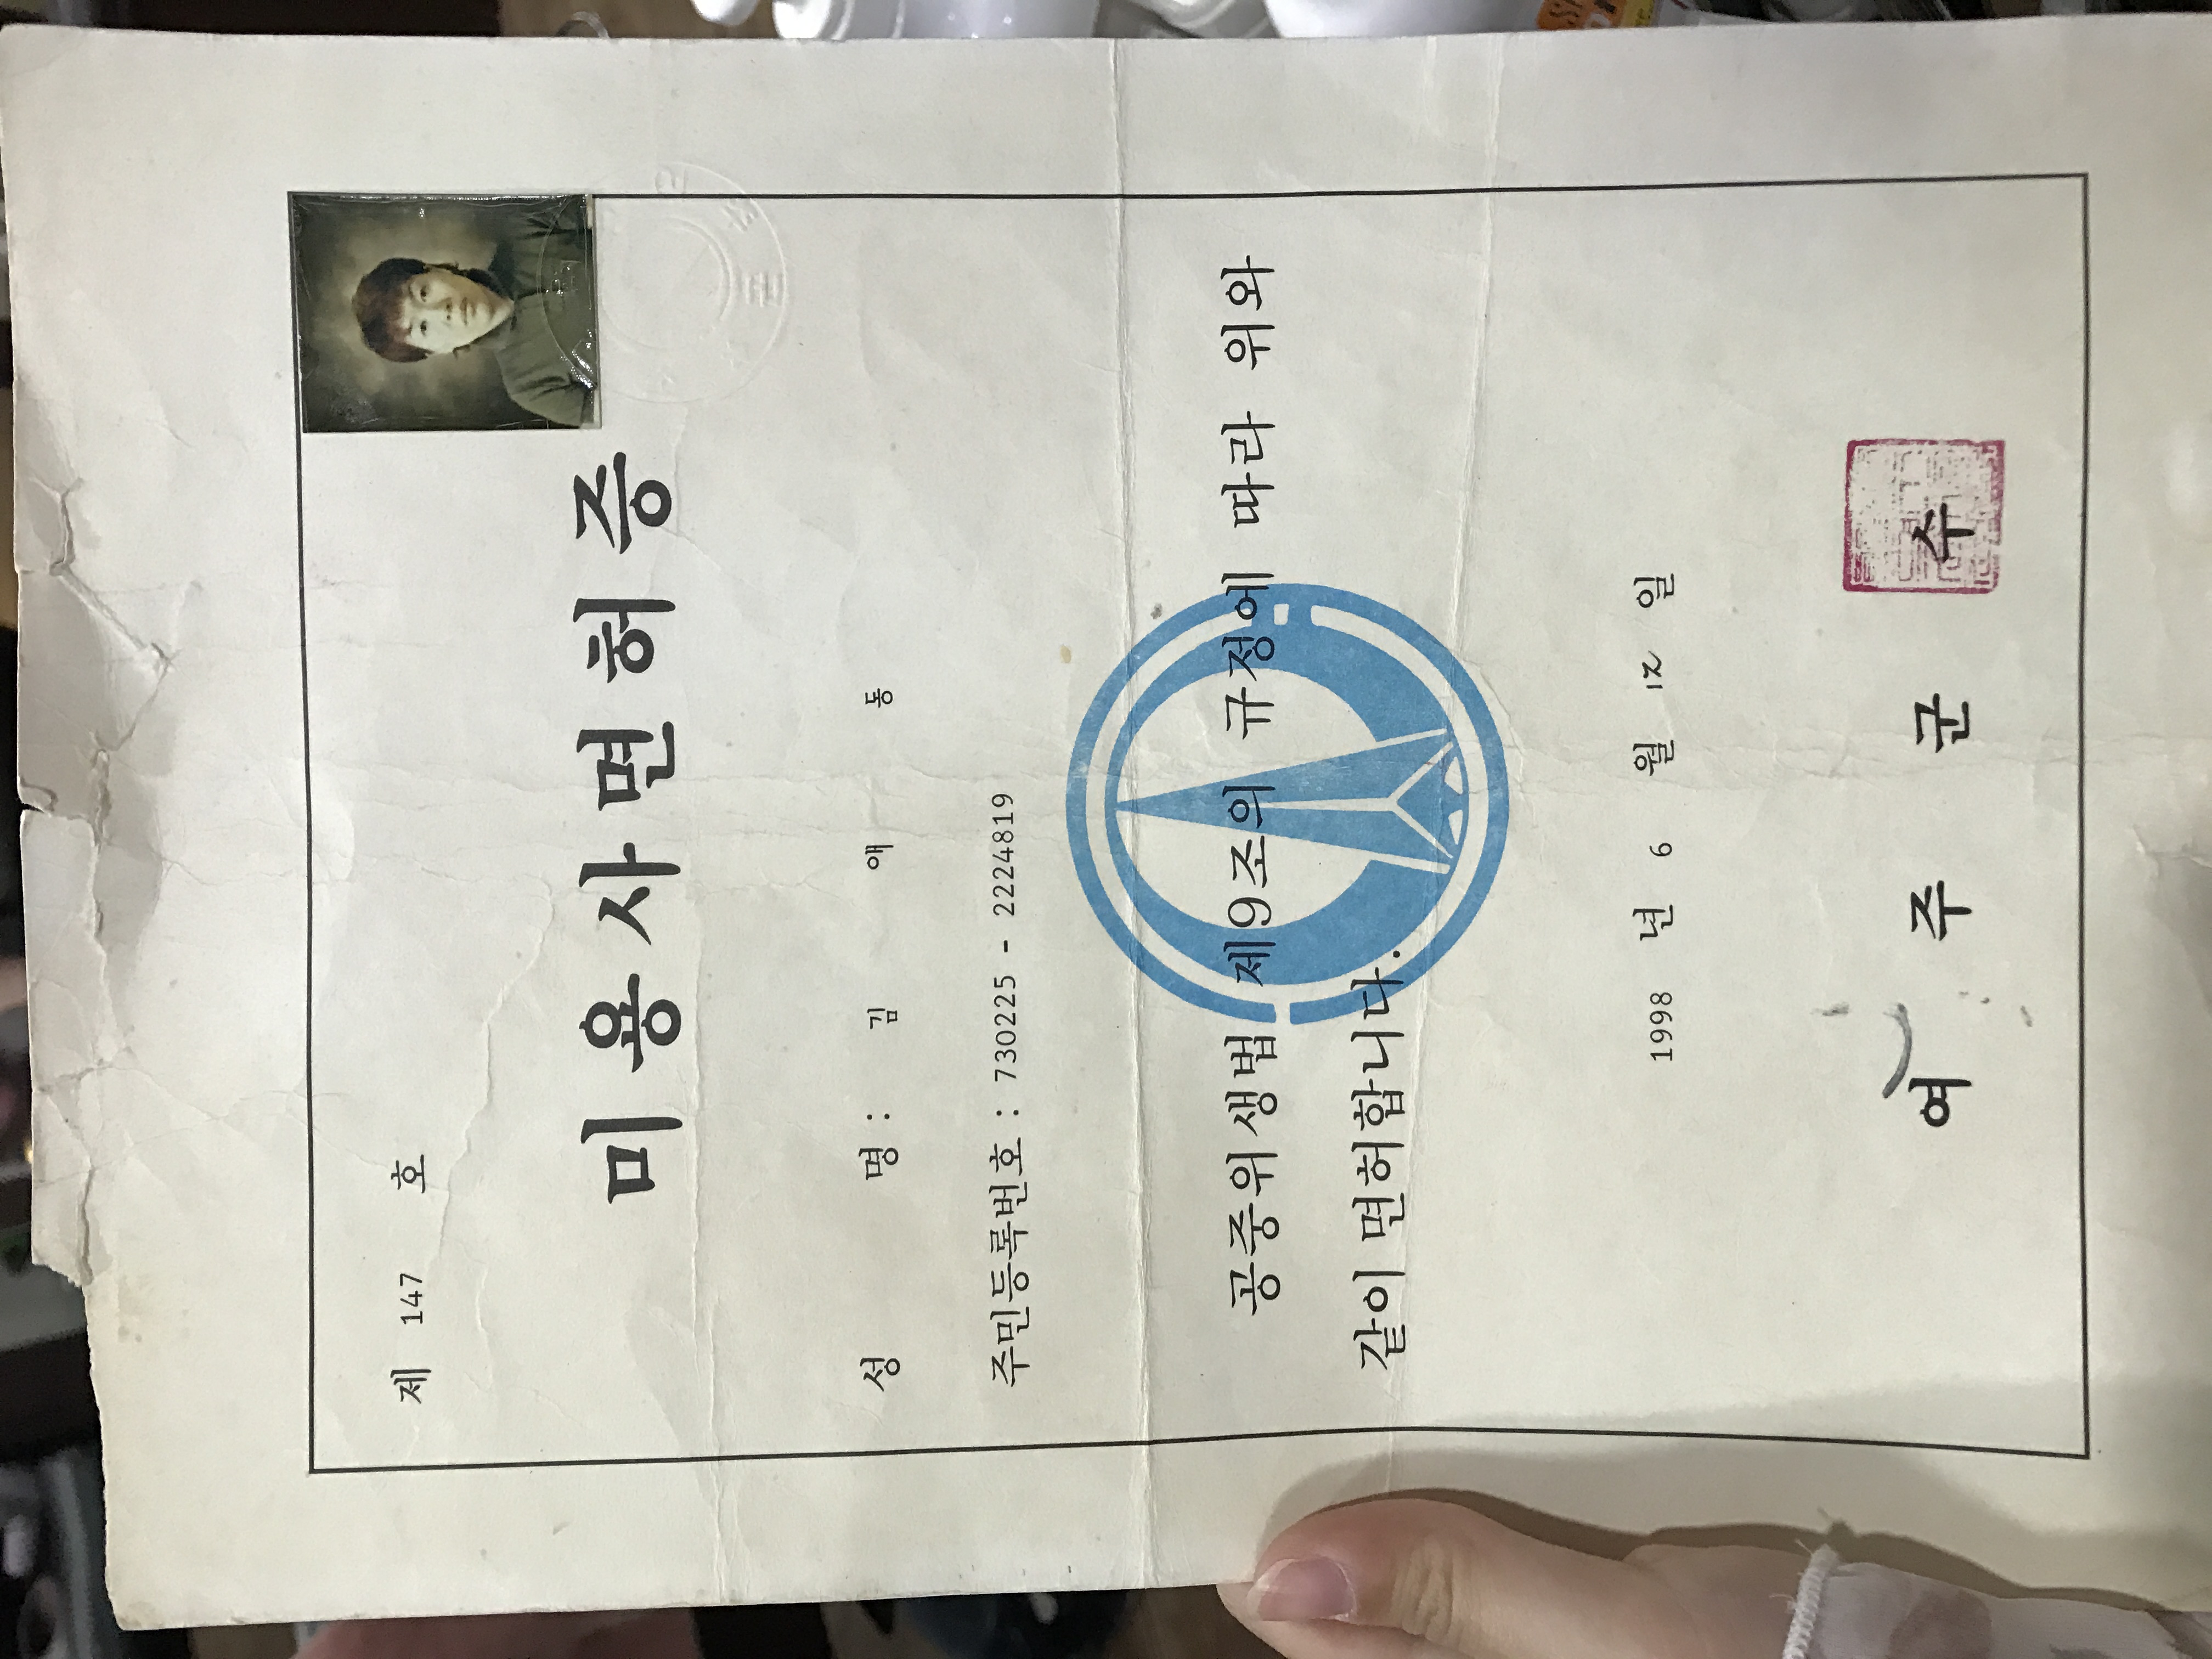 제 147 호
미용사면허증
성 명 : 김 애 동
주민등록번호 : 730225 - 2224819
공중위생법 제9조의 규정에 따라 위와
같이 면허합니다.
1998 년 6 월 12 일
여 주 군 수